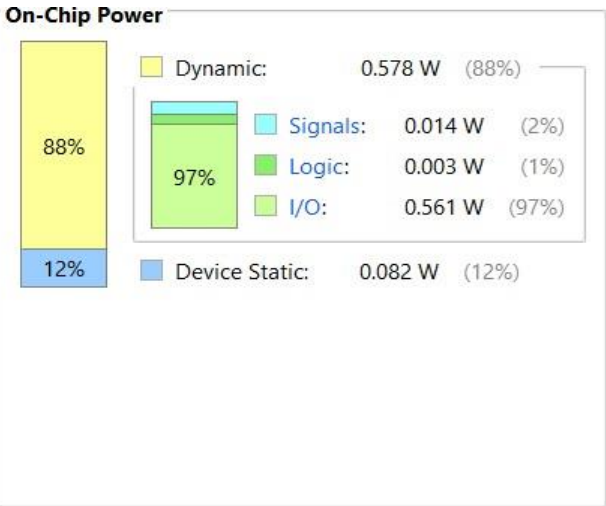 On-Chip Power
Dynamic: 0.578 W (88%)
88%
Signals: 0.014 W (2%)
Logic: 0.003 W (1%)
97%
I/O: 0.561 W (97%)
12%
Device Static: 0.082 W (12%)